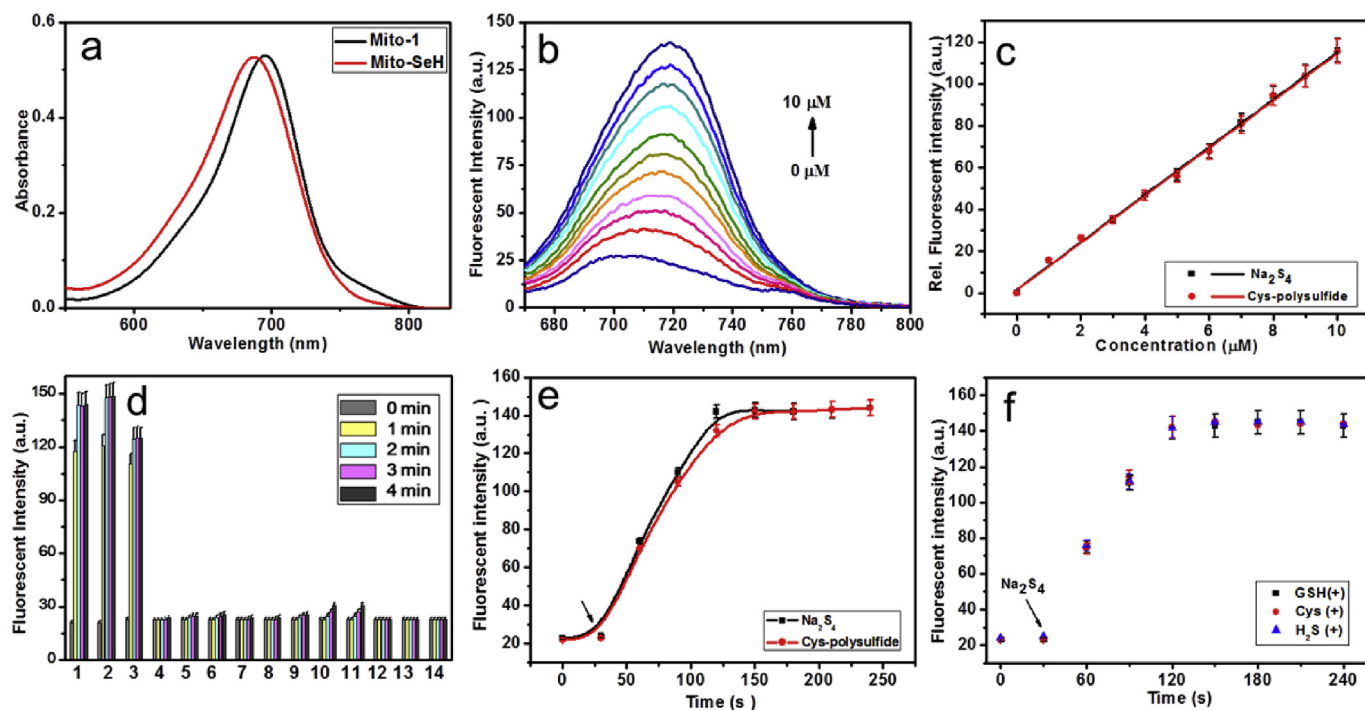 a
Mito-1
Mito-SeH
Absorbance
0.6
0.4
0.2
0.0
600 700 800
Wavelength (nm)
b
Fluorescent Intensity (a.u.)
150
125
100
75
50
25
0
10 μM
0 μM
680 700 720 740 760 780 800
Wavelength (nm)
c
Rel. Fluorescent intensity (a.u.)
120
100
80
60
40
20
0
Na₂S₄
Cys-polysulfide
0 2 4 6 8 10
Concentration (μM)
d
Fluorescent Intensity (a.u.)
150
120
90
60
30
0
0 min
1 min
2 min
3 min
4 min
1 2 3 4 5 6 7 8 9 10 11 12 13 14
e
Fluorescent intensity (a.u.)
160
140
120
100
80
60
40
20
Na₂S₄
Cys-polysulfide
0 50 100 150 200 250
Time (s )
f
Fluorescent intensity (a.u.)
160
140
120
100
80
60
40
20
Na₂S₄
GSH(+)
Cys (+)
H₂S (+)
0 60 120 180 240
Time (s)